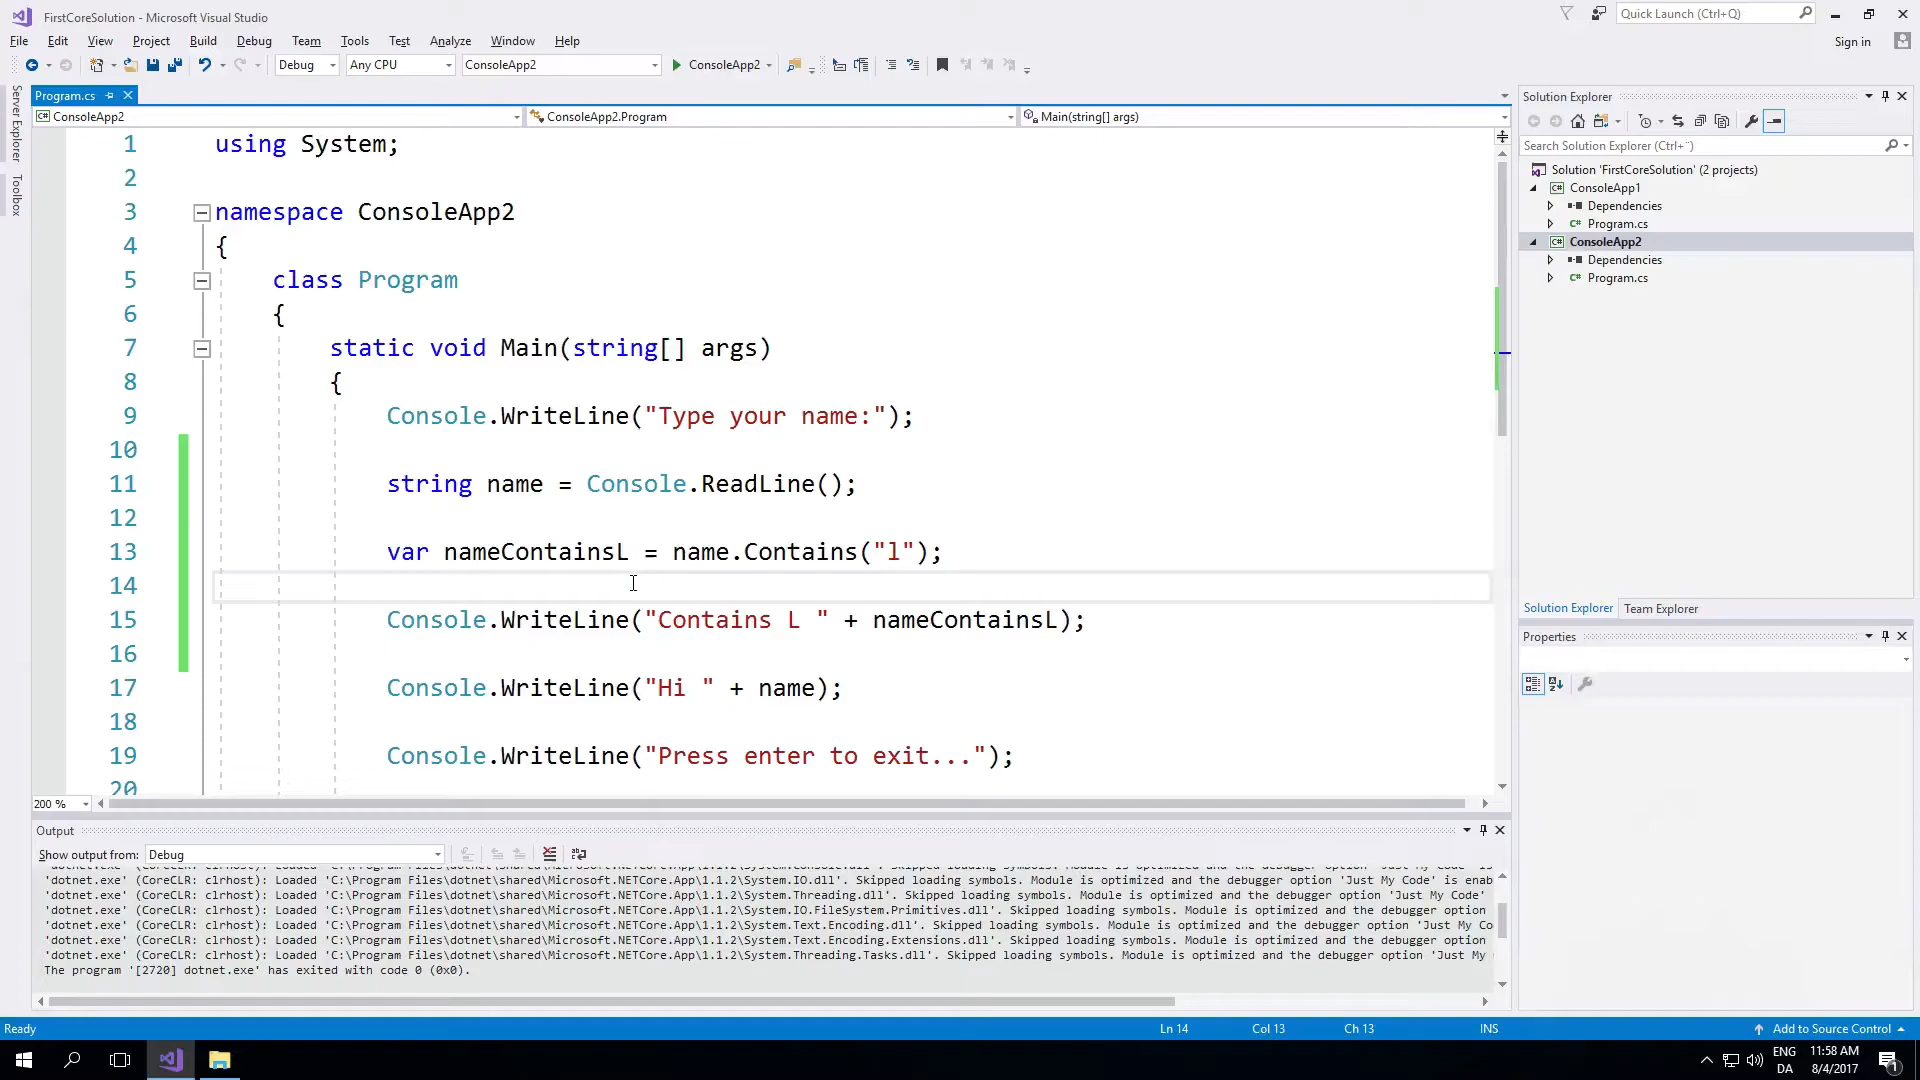 FirstCoreSolution - Microsoft Visual Studio
Quick Launch (Ctrl+Q)
File Edit View Project Build Debug Team Tools Test Analyze Window Help
Sign in
Debug Any CPU ConsoleApp2 ConsoleApp2
Server Explorer
Toolbox
Program.cs
ConsoleApp2 ConsoleApp2.Program Main(string[] args)
1 using System;
2
3 namespace ConsoleApp2
4 {
5 class Program
6 {
7 static void Main(string[] args)
8 {
9 Console.WriteLine("Type your name:");
10
11 string name = Console.ReadLine();
12
13 var nameContainsL = name.Contains("l");
14
15 Console.WriteLine("Contains L " + nameContainsL);
16
17 Console.WriteLine("Hi " + name);
18
19 Console.WriteLine("Press enter to exit...");
20
200 %
Output
Show output from: Debug
'dotnet.exe' (CoreCLR: clrhost): Loaded 'C:\Program Files\dotnet\shared\Microsoft.NETCore.App\1.1.2\System.IO.dll'. Skipped loading symbols. Module is optimized and the debugger option 'Just My Code' is enab
'dotnet.exe' (CoreCLR: clrhost): Loaded 'C:\Program Files\dotnet\shared\Microsoft.NETCore.App\1.1.2\System.Threading.dll'. Skipped loading symbols. Module is optimized and the debugger option 'Just My Code'
'dotnet.exe' (CoreCLR: clrhost): Loaded 'C:\Program Files\dotnet\shared\Microsoft.NETCore.App\1.1.2\System.IO.FileSystem.Primitives.dll'. Skipped loading symbols. Module is optimized and the debugger option
'dotnet.exe' (CoreCLR: clrhost): Loaded 'C:\Program Files\dotnet\shared\Microsoft.NETCore.App\1.1.2\System.Text.Encoding.dll'. Skipped loading symbols. Module is optimized and the debugger option 'Just My Co
'dotnet.exe' (CoreCLR: clrhost): Loaded 'C:\Program Files\dotnet\shared\Microsoft.NETCore.App\1.1.2\System.Text.Encoding.Extensions.dll'. Skipped loading symbols. Module is optimized and the debugger option
'dotnet.exe' (CoreCLR: clrhost): Loaded 'C:\Program Files\dotnet\shared\Microsoft.NETCore.App\1.1.2\System.Threading.Tasks.dll'. Skipped loading symbols. Module is optimized and the debugger option 'Just My
The program '[2720] dotnet.exe' has exited with code 0 (0x0).
Solution Explorer
Search Solution Explorer (Ctrl+¨)
Solution 'FirstCoreSolution' (2 projects)
ConsoleApp1
Dependencies
Program.cs
ConsoleApp2
Dependencies
Program.cs
Solution Explorer Team Explorer
Properties
Ready Ln 14 Col 13 Ch 13 INS Add to Source Control
ENG 11:58 AM
DA 8/4/2017
1